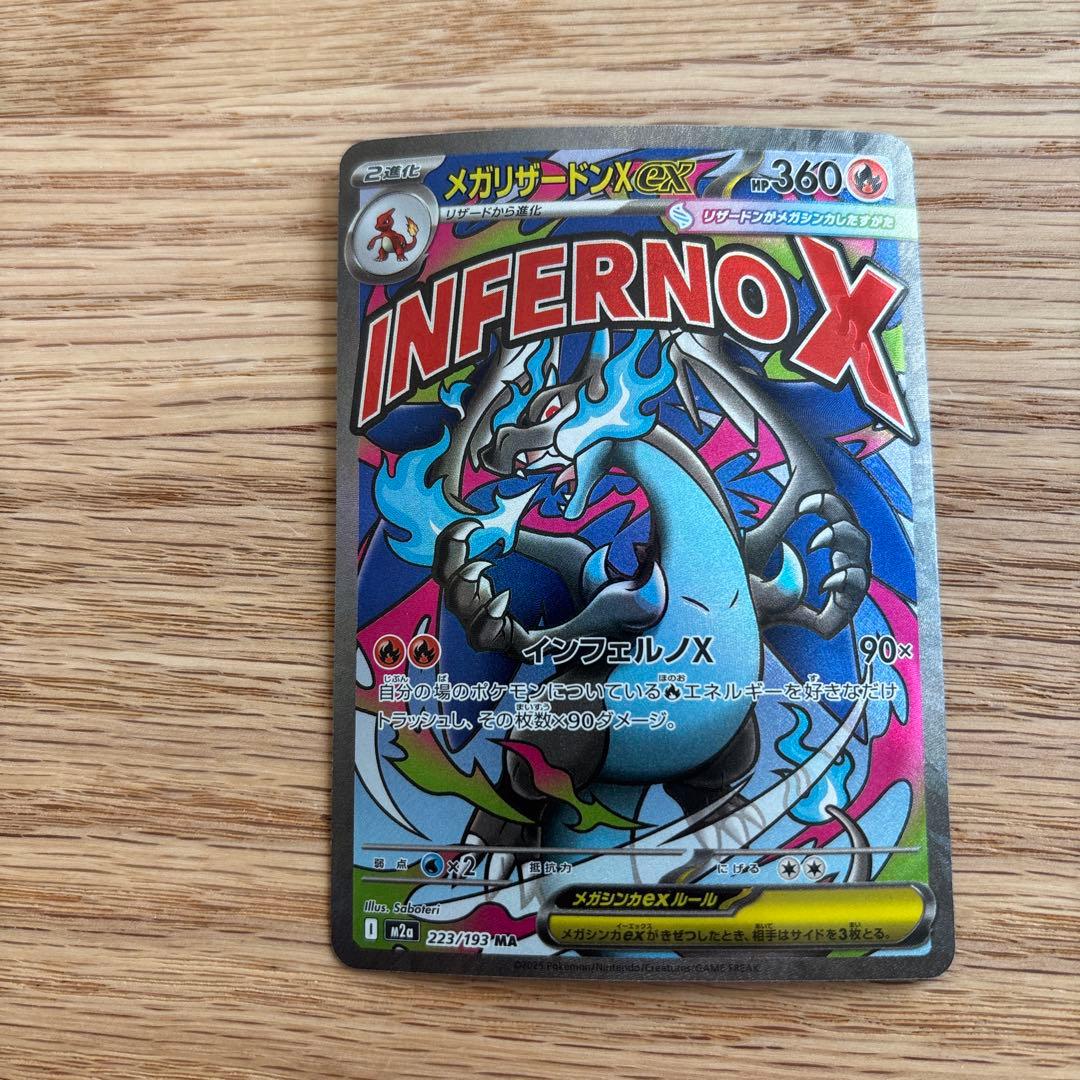 2進化 メガリザードンXex HP360
リザードから進化 リザードンがメガシンカしたすがた
INFERNO X
インフェルノX 90×
自分の場のポケモンについているエネルギーを好きなだけ
トラッシュし、その枚数×90ダメージ。
弱点 ×2 抵抗力 にげる
メガシンカexルール
メガシンカexがきぜつしたとき、相手はサイドを3枚とる。
Illus. Saboteri
I m2a 223/193 MA
©2025 Pokémon/Nintendo/Creatures/GAME FREAK